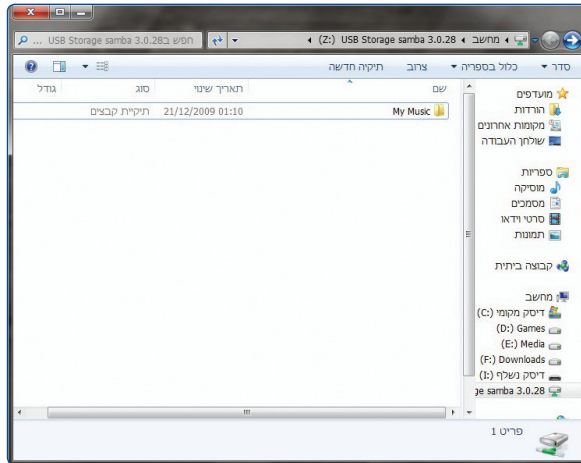 מחשב ◂ USB Storage samba 3.0.28 (Z:) ◂
חפש בUSB Storage samba 3.0.28 ...
סדר ▾ כלול בספריה ▾ צרוב תיקיה חדשה
שם תאריך שינוי סוג גודל
My Music 21/12/2009 01:10 תיקיית קבצים
מועדפים
הורדות
מקומות אחרונים
שולחן העבודה
ספריות
מוסיקה
מסמכים
סרטי וידאו
תמונות
קבוצה ביתית
מחשב
דיסק מקומי (C:)
Games (D:)
Media (E:)
Downloads (F:)
דיסק נשלף (I:)
ge samba 3.0.28
פריט 1